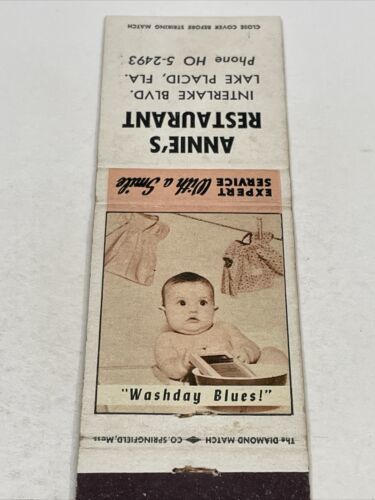 CLOSE COVER BEFORE STRIKING MATCH
ANNIE'S
RESTAURANT
INTERLAKE BLVD.
LAKE PLACID, FLA.
Phone HO 5-2493
EXPERT
SERVICE With a Smile
"Washday Blues!"
The DIAMOND MATCH CO. SPRINGFIELD, Mass